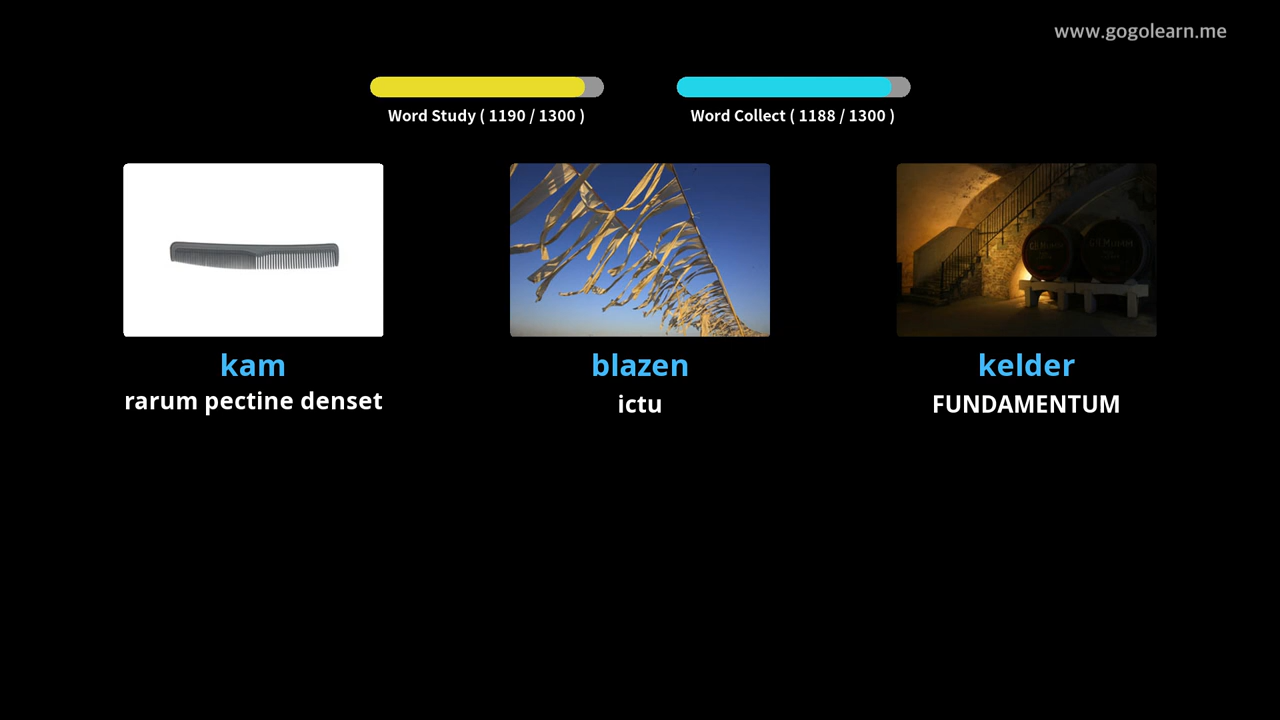 www.gogolearn.me
Word Study ( 1190 / 1300 )
Word Collect ( 1188 / 1300 )
kam
rarum pectine denset
blazen
ictu
kelder
FUNDAMENTUM